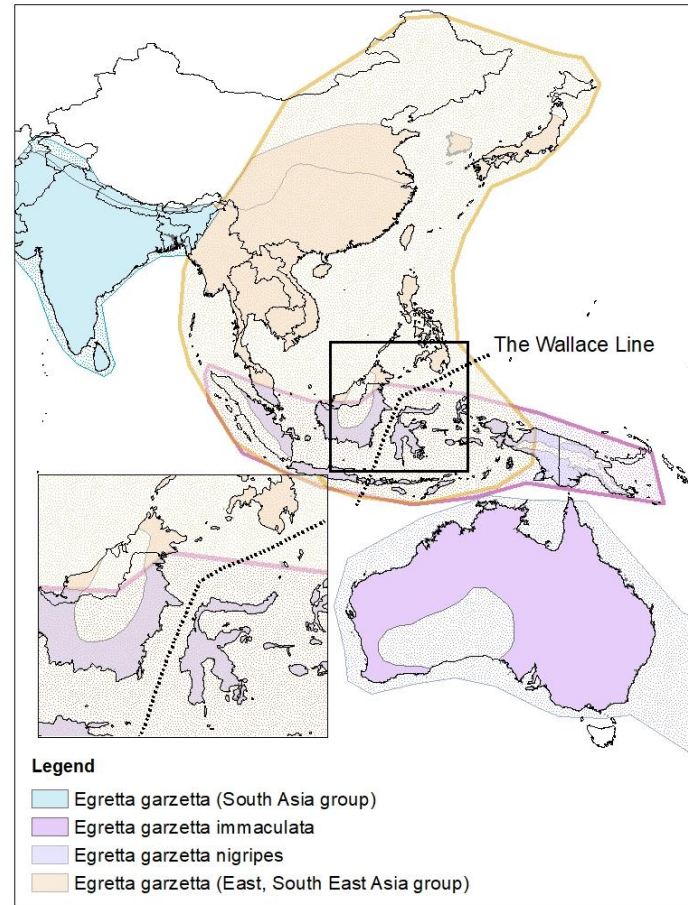 The Wallace Line
Legend
Egretta garzetta (South Asia group)
Egretta garzetta immaculata
Egretta garzetta nigripes
Egretta garzetta (East, South East Asia group)